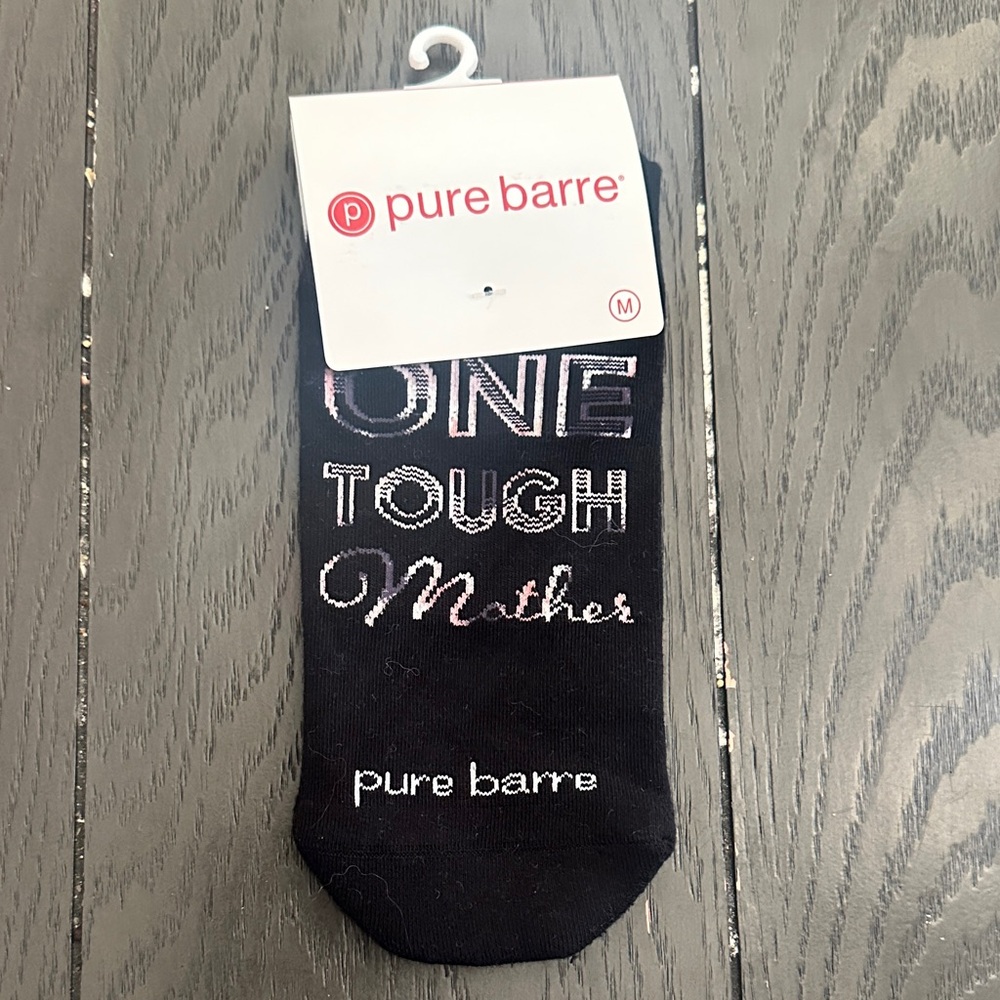 p pure barre®
M
ONE
TOUGH
Mother
pure barre